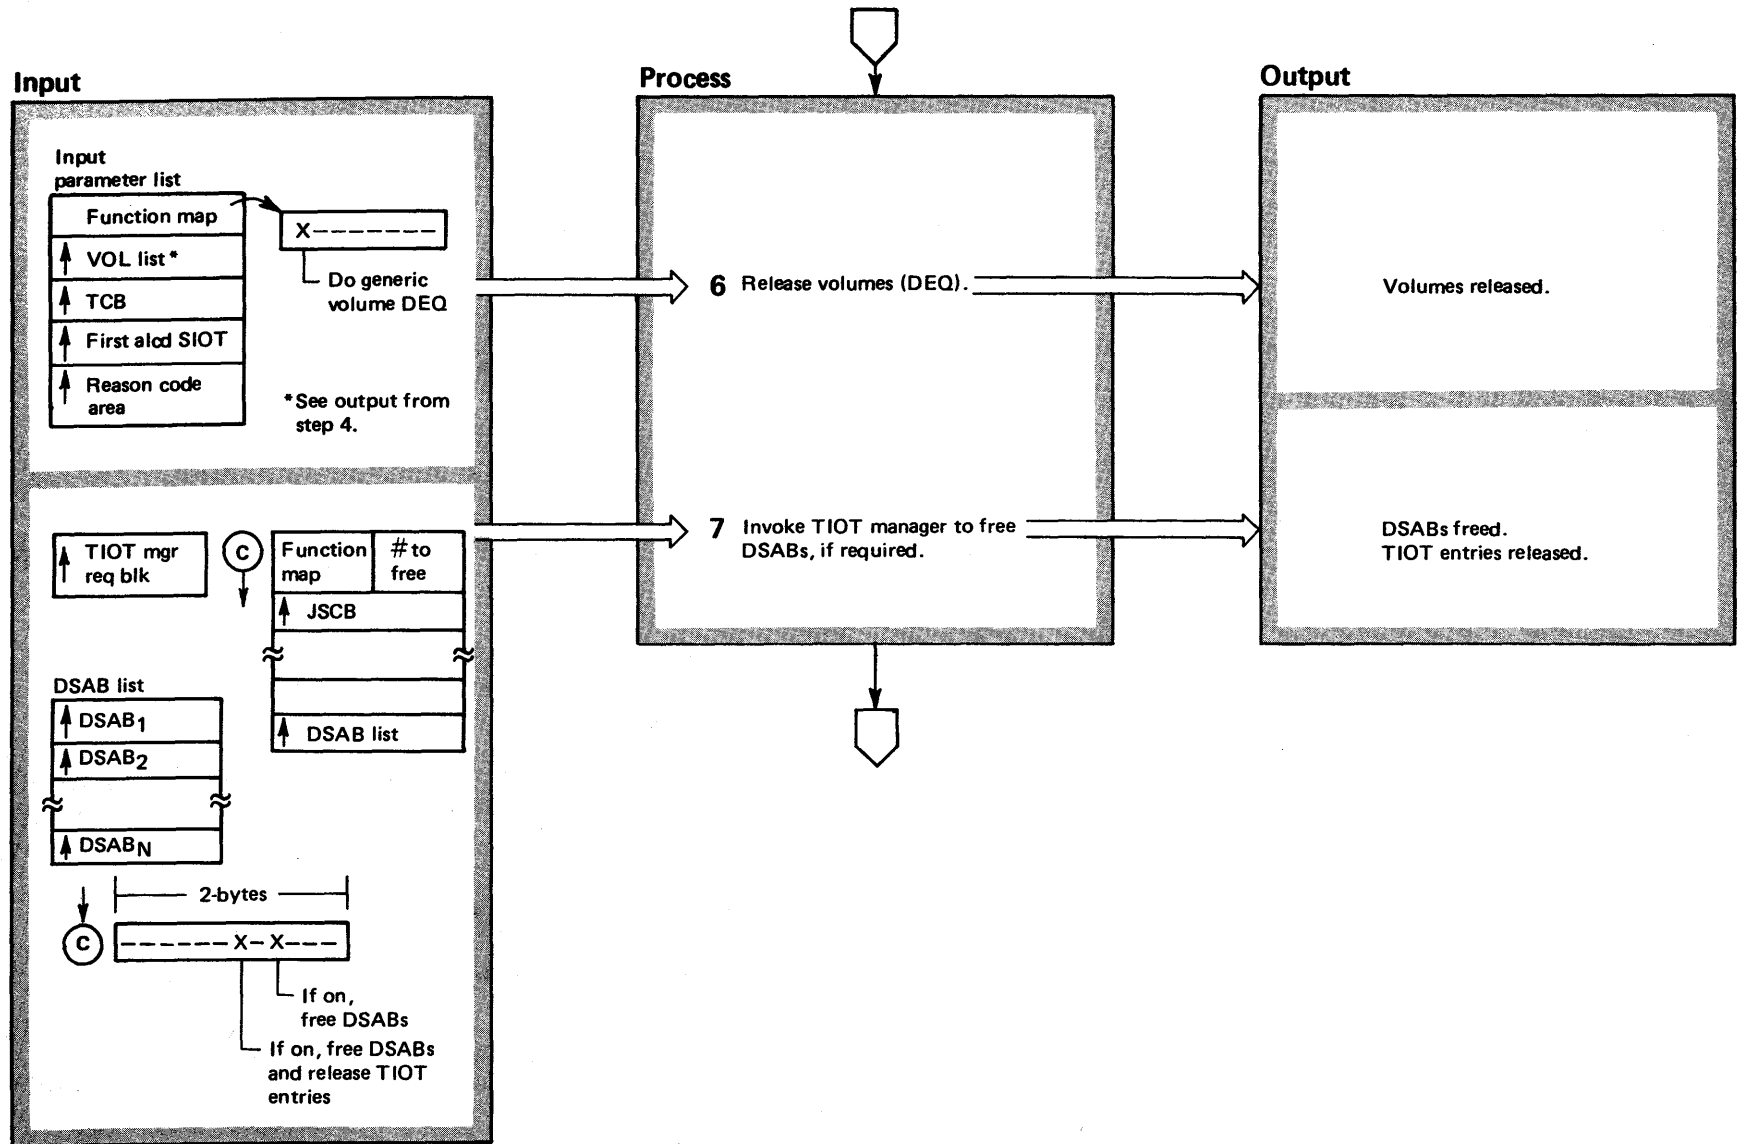 Input
Process
Output
Input
parameter list
Function map
VOL list*
TCB
First alcd SIOT
Reason code
area
X--------
Do generic
volume DEQ
*See output from
step 4.
6 Release volumes (DEQ).
Volumes released.
TIOT mgr
req blk
C
Function
map
# to
free
JSCB
DSAB list
DSAB list
DSAB1
DSAB2
DSABN
7 Invoke TIOT manager to free
DSABs, if required.
DSABs freed.
TIOT entries released.
2-bytes
C
-------X-X----
If on,
free DSABs
If on, free DSABs
and release TIOT
entries